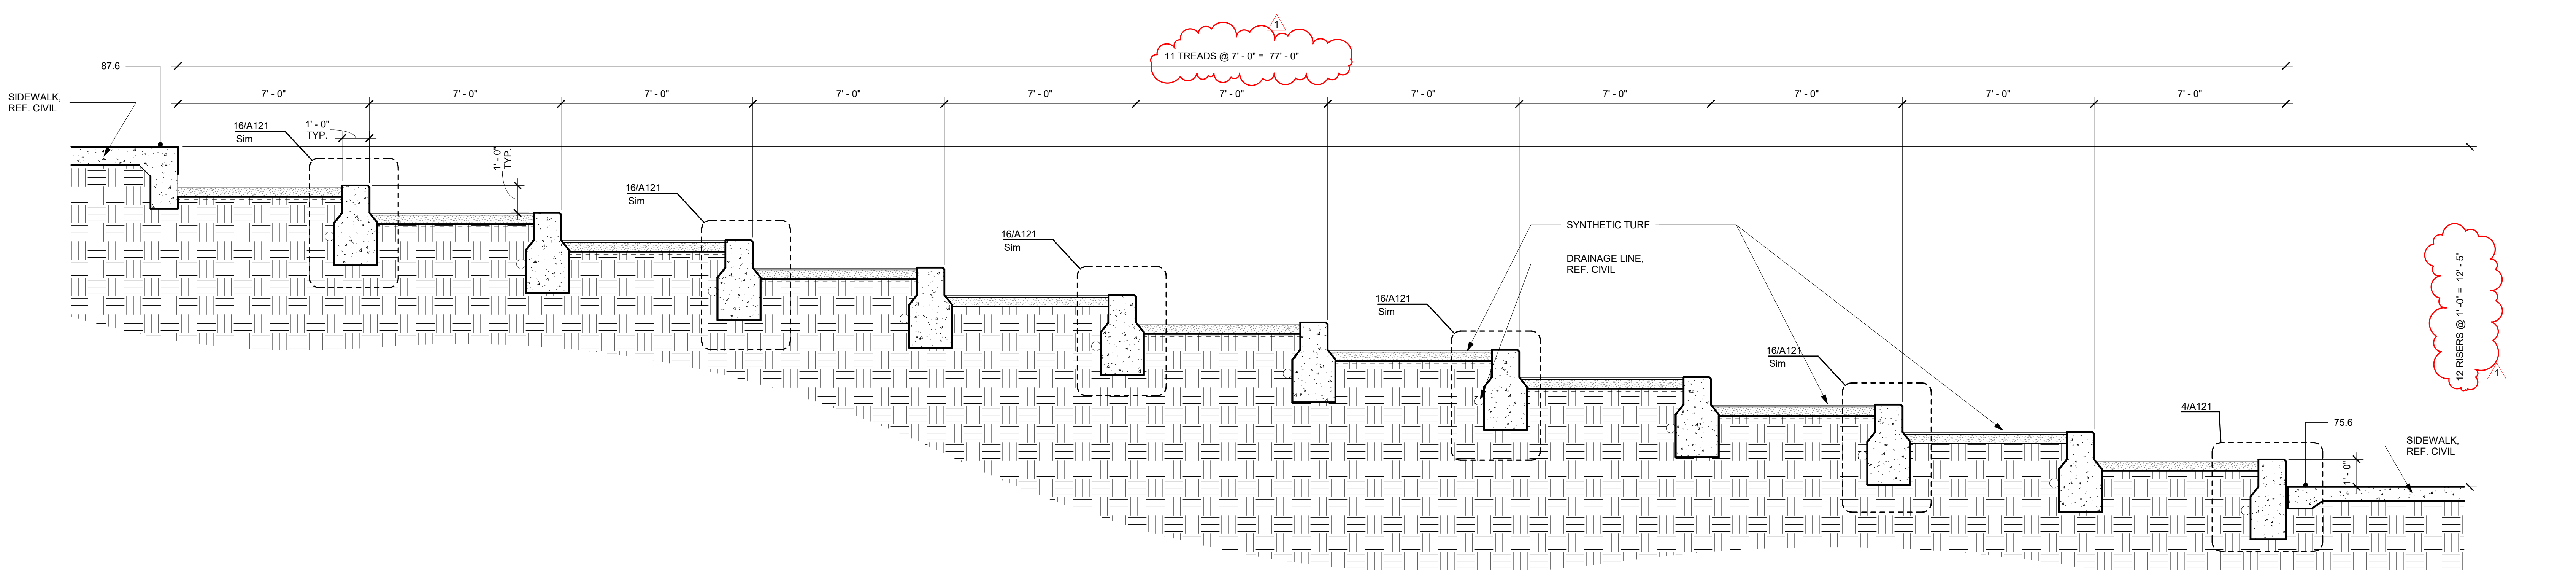 1
11 TREADS @ 7' - 0" = 77' - 0"
87.6
SIDEWALK,
REF. CIVIL
7' - 0"
7' - 0"
7' - 0"
7' - 0"
7' - 0"
7' - 0"
7' - 0"
7' - 0"
7' - 0"
7' - 0"
7' - 0"
16/A121
Sim
1' - 0"
TYP.
1' - 0"
TYP.
16/A121
Sim
16/A121
Sim
16/A121
Sim
16/A121
Sim
SYNTHETIC TURF
DRAINAGE LINE,
REF. CIVIL
4/A121
75.6
SIDEWALK,
REF. CIVIL
1' - 0"
12 RISERS @ 1' -0" = 12' - 5"
1